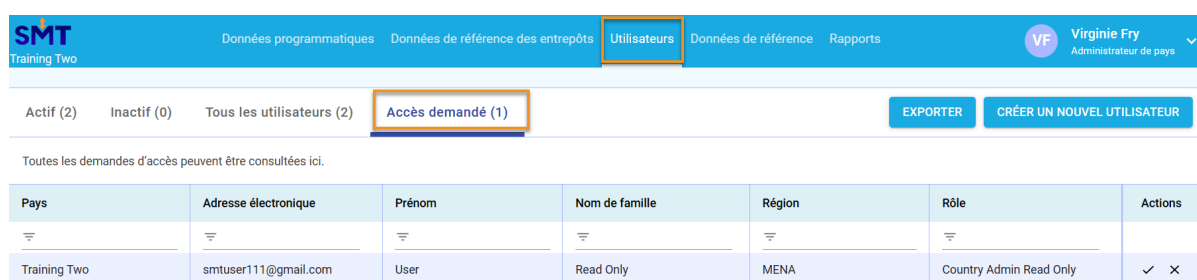 SMT
Training Two
Données programmatiques Données de référence des entrepôts Utilisateurs Données de référence Rapports
VF Virginie Fry
Administrateur de pays
Actif (2) Inactif (0) Tous les utilisateurs (2) Accès demandé (1) EXPORTER CRÉER UN NOUVEL UTILISATEUR
Toutes les demandes d'accès peuvent être consultées ici.
Pays Adresse électronique Prénom Nom de famille Région Rôle Actions
Training Two smtuser111@gmail.com User Read Only MENA Country Admin Read Only